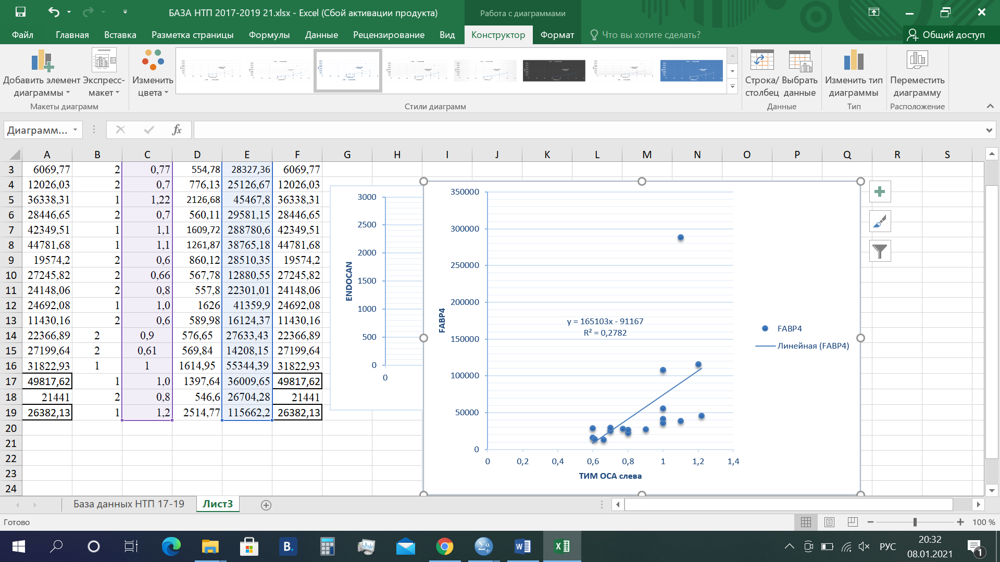 БАЗА НТП 2017-2019 21.xlsx - Excel (Сбой активации продукта)
Работа с диаграммами
Файл Главная Вставка Разметка страницы Формулы Данные Рецензирование Вид Конструктор Формат Что вы хотите сделать? Общий доступ
Добавить элемент диаграммы
Экспресс-макет
Изменить цвета
Строка/столбец
Выбрать данные
Изменить тип диаграммы
Переместить диаграмму
Макеты диаграмм Стили диаграмм Данные Тип Расположение
Диаграмм... fx
A B C D E F G H I J K L M N O P Q R S
3 6069,77 2 0,77 554,78 28327,36 6069,77
4 12026,03 2 0,7 776,13 25126,67 12026,03
5 36338,31 1 1,22 2126,68 45467,8 36338,31
6 28446,65 2 0,7 560,11 29581,15 28446,65
7 42349,51 1 1,1 1609,72 288780,6 42349,51
8 44781,68 1 1,1 1261,87 38765,18 44781,68
9 19574,2 2 0,6 860,12 28510,35 19574,2
10 27245,82 2 0,66 567,78 12880,55 27245,82
11 24148,06 2 0,8 557,8 22301,01 24148,06
12 24692,08 1 1,0 1626 41359,9 24692,08
13 11430,16 2 0,6 589,98 16124,37 11430,16
14 22366,89 2 0,9 576,65 27633,43 22366,89
15 27199,64 2 0,61 569,84 14208,15 27199,64
16 31822,93 1 1 1614,95 55344,39 31822,93
17 49817,62 1 1,0 1397,64 36009,65 49817,62
18 21441 2 0,8 546,6 26704,28 21441
19 26382,13 1 1,2 2514,77 115662,2 26382,13
20
21
22
23
24
ENDOCAN
3000
2500
2000
1500
1000
500
0
0
FABP4
350000
300000
250000
200000
150000
100000
50000
0
0 0,2 0,4 0,6 0,8 1 1,2 1,4
ТИМ ОСА слева
y = 165103x - 91167
R² = 0,2782
FABP4
Линейная (FABP4)
База данных НТП 17-19 Лист3
Готово 100 %
B. Σα W X РУС 20:32
08.01.2021
1